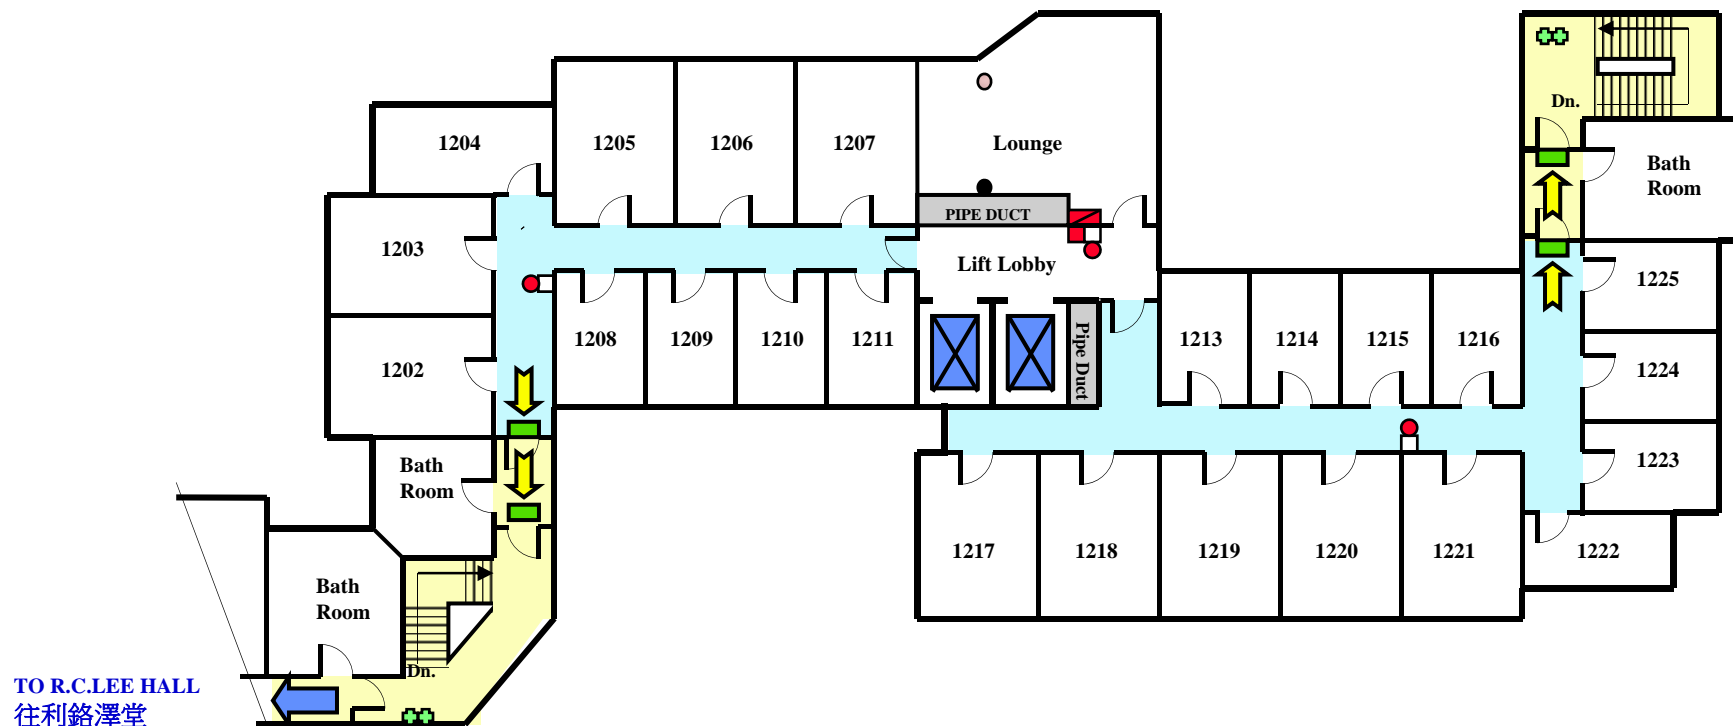 Dn.
1204
1205
1206
1207
Lounge
Bath
Room
PIPE DUCT
1203
Lift Lobby
1225
1202
1208
1209
1210
1211
Pipe Duct
1213
1214
1215
1216
1224
Bath
Room
1223
1217
1218
1219
1220
1221
1222
Bath
Room
Dn.
TO R.C.LEE HALL
往利銘澤堂